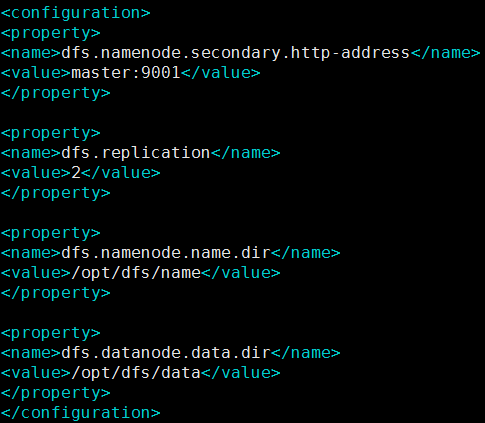 <configuration>
<property>
<name>dfs.namenode.secondary.http-address</name>
<value>master:9001</value>
</property>

<property>
<name>dfs.replication</name>
<value>2</value>
</property>

<property>
<name>dfs.namenode.name.dir</name>
<value>/opt/dfs/name</value>
</property>

<property>
<name>dfs.datanode.data.dir</name>
<value>/opt/dfs/data</value>
</property>
</configuration>